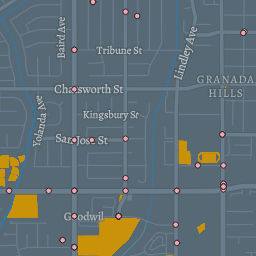 Baird Ave
Tribune St
Lindley Ave
GRANADA
HILLS
Chatsworth St
Yolanda Ave
Kingsbury St
San Jose St
Goodwil